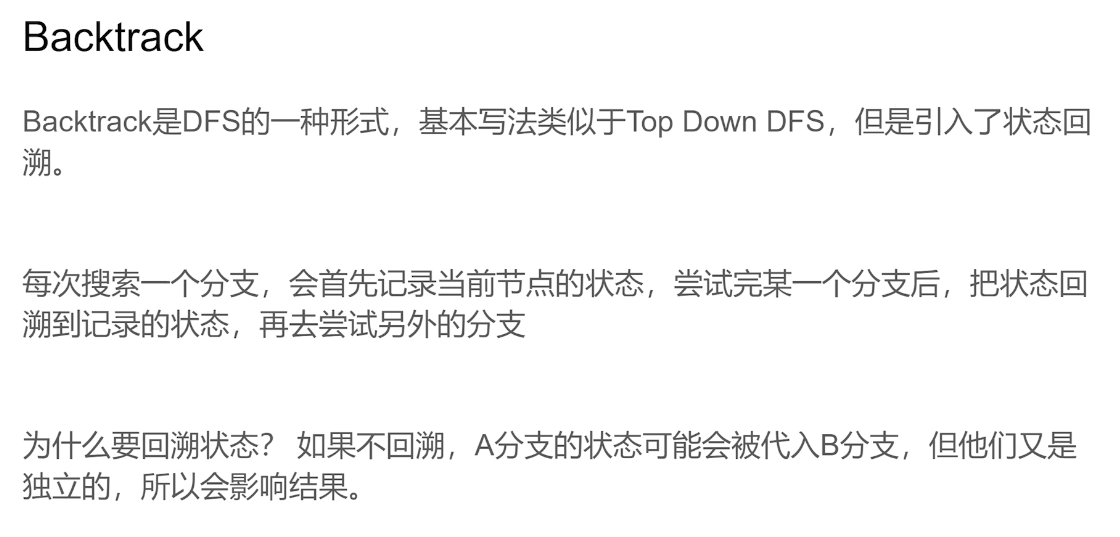 Backtrack
Backtrack是DFS的一种形式，基本写法类似于Top Down DFS，但是引入了状态回
溯。
每次搜索一个分支，会首先记录当前节点的状态，尝试完某一个分支后，把状态回
溯到记录的状态，再去尝试另外的分支
为什么要回溯状态？ 如果不回溯，A分支的状态可能会被代入B分支，但他们又是
独立的，所以会影响结果。